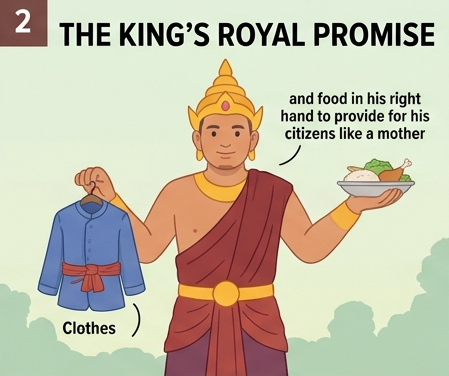 2
THE KING'S ROYAL PROMISE
and food in his right
hand to provide for his
citizens like a mother
Clothes